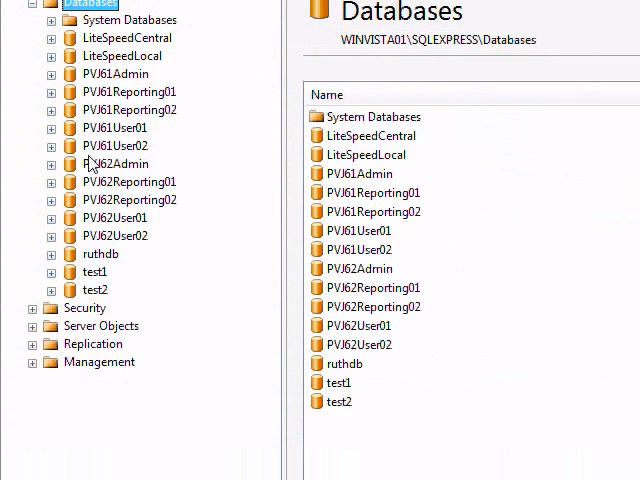 Databases
System Databases
LiteSpeedCentral
LiteSpeedLocal
PVJ61Admin
PVJ61Reporting01
PVJ61Reporting02
PVJ61User01
PVJ61User02
PVJ62Admin
PVJ62Reporting01
PVJ62Reporting02
PVJ62User01
PVJ62User02
ruthdb
test1
test2
Security
Server Objects
Replication
Management
Databases
WINVISTA01\SQLEXPRESS\Databases
Name
System Databases
LiteSpeedCentral
LiteSpeedLocal
PVJ61Admin
PVJ61Reporting01
PVJ61Reporting02
PVJ61User01
PVJ61User02
PVJ62Admin
PVJ62Reporting01
PVJ62Reporting02
PVJ62User01
PVJ62User02
ruthdb
test1
test2